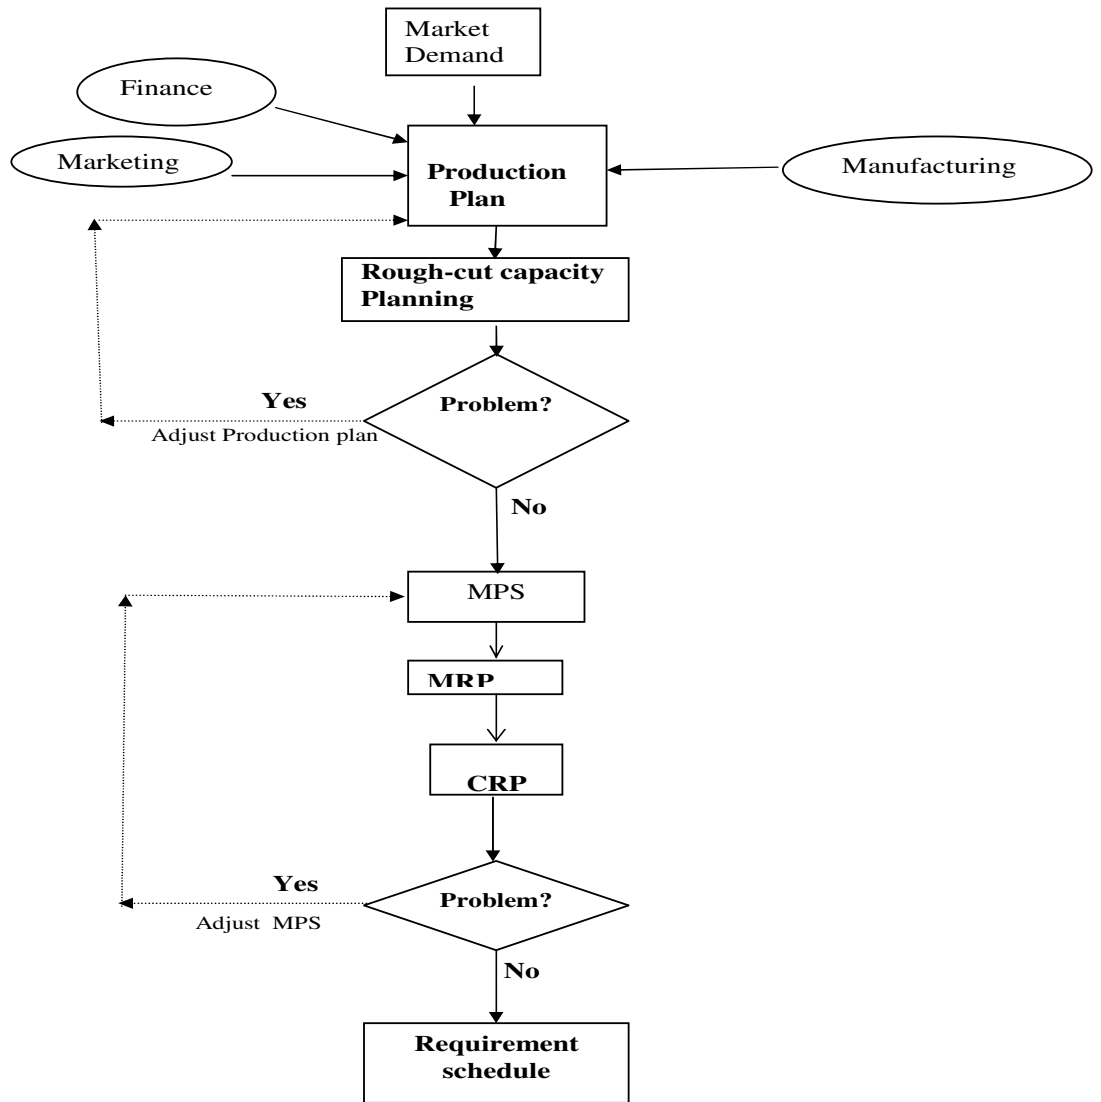 Market
Demand
Finance
Marketing
Production
Plan
Manufacturing
Rough-cut capacity
Planning
Problem?
Yes
Adjust Production plan
No
MPS
MRP
CRP
Problem?
Yes
Adjust MPS
No
Requirement
schedule